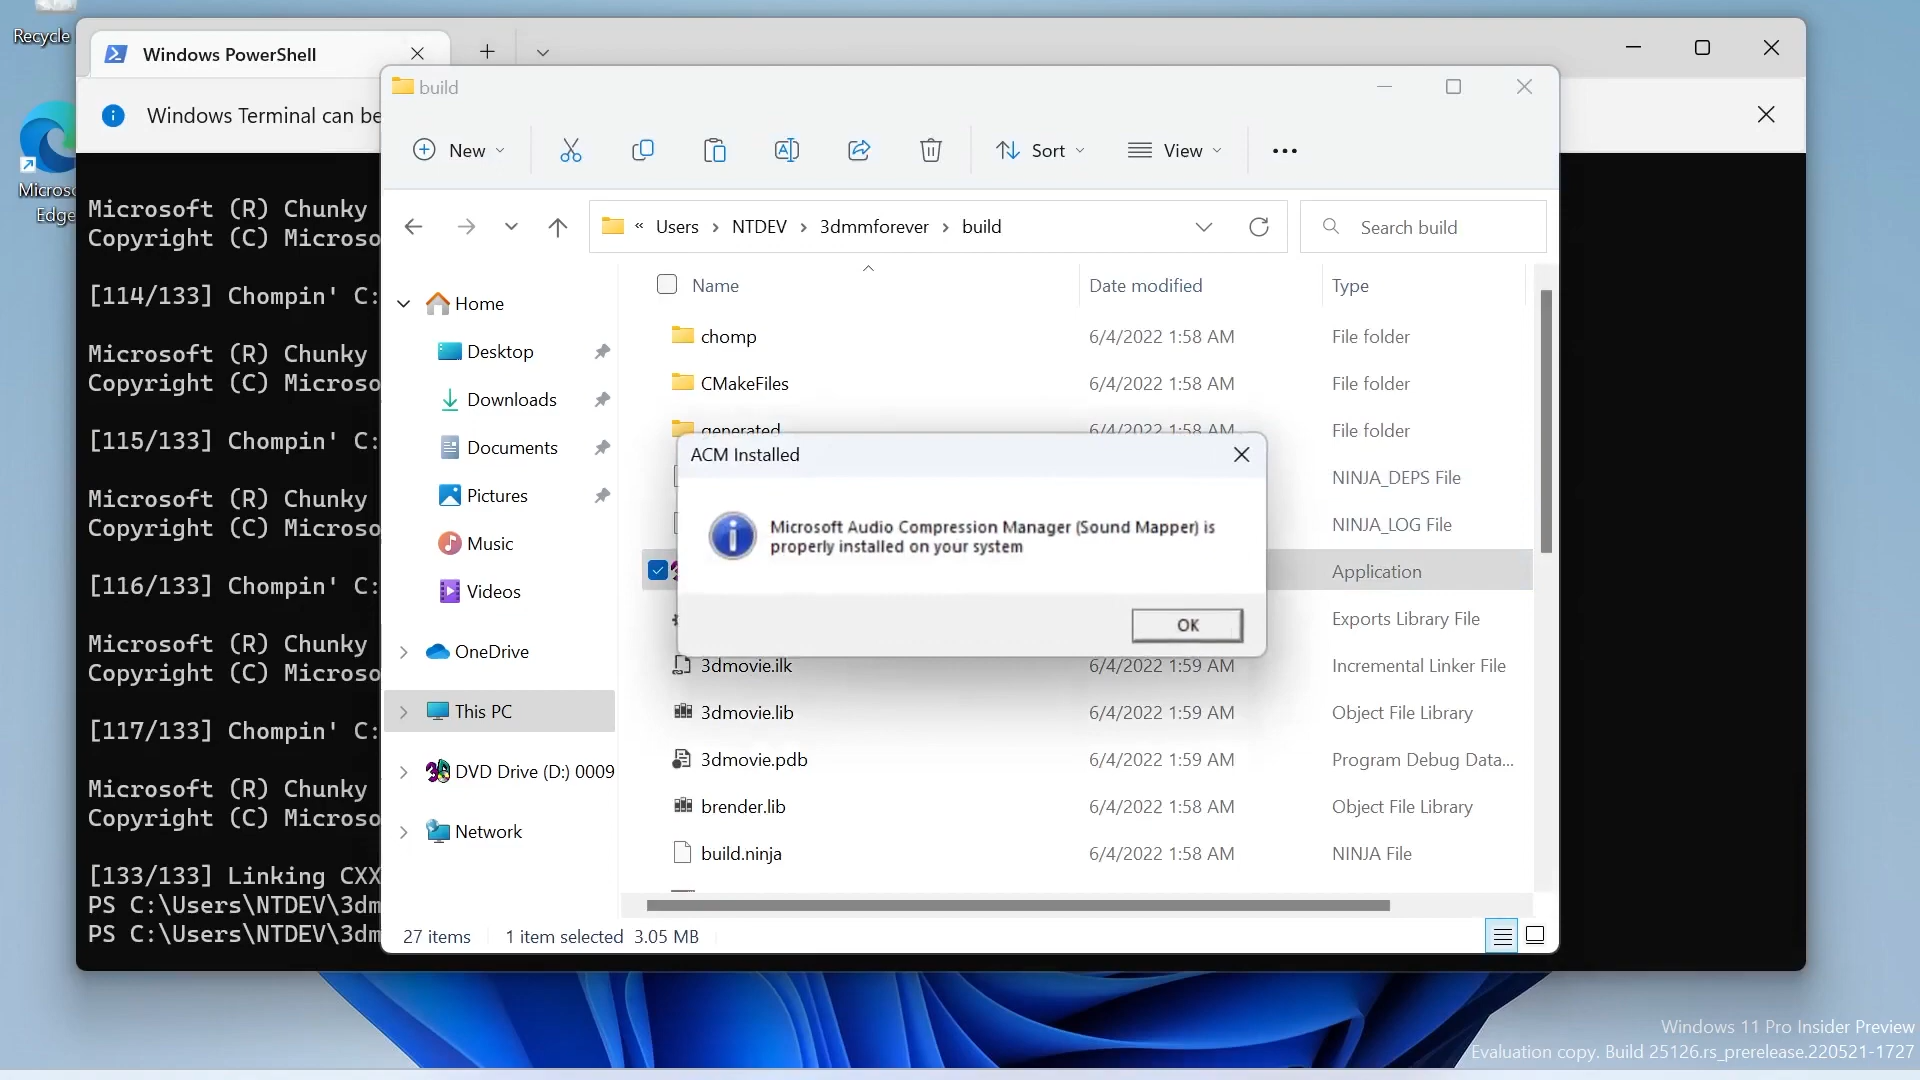 Recycle
Windows PowerShell
Microsoft
Edge
Windows Terminal can be
Microsoft (R) Chunky
Copyright (C) Microso
[114/133] Chompin' C:
Microsoft (R) Chunky
Copyright (C) Microso
[115/133] Chompin' C:
Microsoft (R) Chunky
Copyright (C) Microso
[116/133] Chompin' C:
Microsoft (R) Chunky
Copyright (C) Microso
[117/133] Chompin' C:
Microsoft (R) Chunky
Copyright (C) Microso
[133/133] Linking CXX
PS C:\Users\NTDEV\3dm
PS C:\Users\NTDEV\3dm
build
New
Sort
View
« Users > NTDEV > 3dmmforever > build
Search build
Home
Desktop
Downloads
Documents
Pictures
Music
Videos
OneDrive
This PC
DVD Drive (D:) 0009
Network
Name Date modified Type
chomp 6/4/2022 1:58 AM File folder
CMakeFiles 6/4/2022 1:58 AM File folder
generated 6/4/2022 1:58 AM File folder
NINJA_DEPS File
NINJA_LOG File
Application
Exports Library File
3dmovie.ilk 6/4/2022 1:59 AM Incremental Linker File
3dmovie.lib 6/4/2022 1:59 AM Object File Library
3dmovie.pdb 6/4/2022 1:59 AM Program Debug Data...
brender.lib 6/4/2022 1:58 AM Object File Library
build.ninja 6/4/2022 1:58 AM NINJA File
ACM Installed
Microsoft Audio Compression Manager (Sound Mapper) is
properly installed on your system
OK
27 items 1 item selected 3.05 MB
Windows 11 Pro Insider Preview
Evaluation copy. Build 25126.rs_prerelease.220521-1727